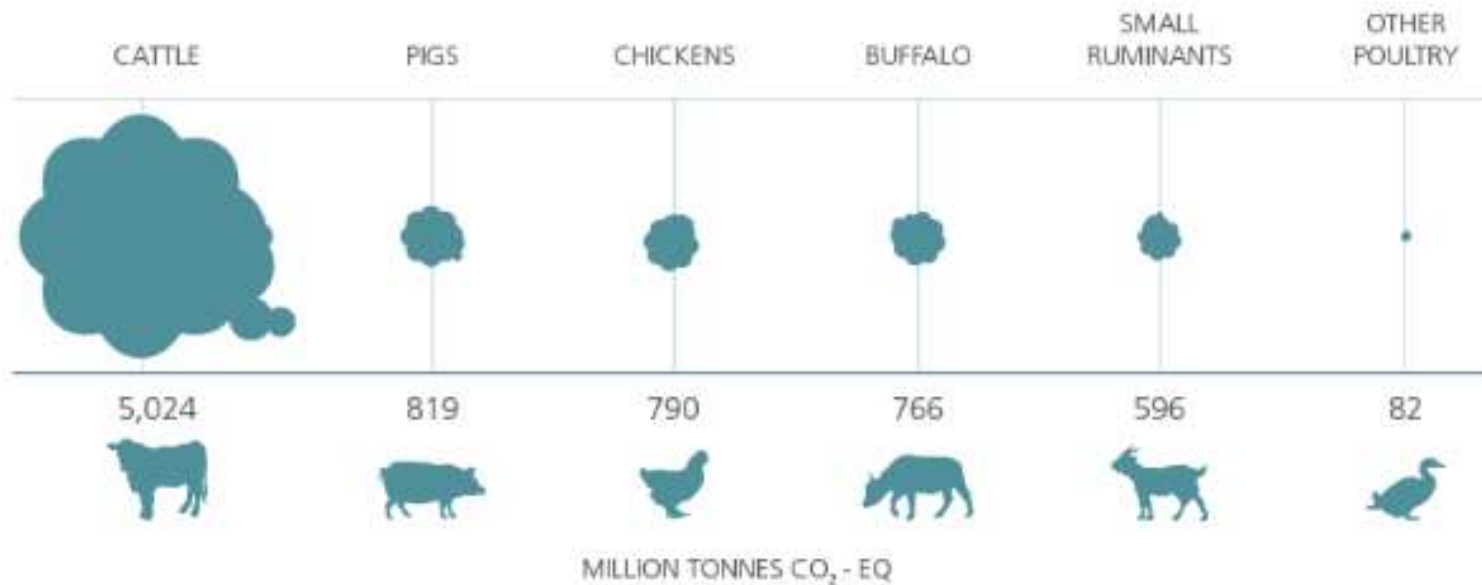 CATTLE
PIGS
CHICKENS
BUFFALO
SMALL
RUMINANTS
OTHER
POULTRY
5,024
819
790
766
596
82
MILLION TONNES CO₂ - EQ